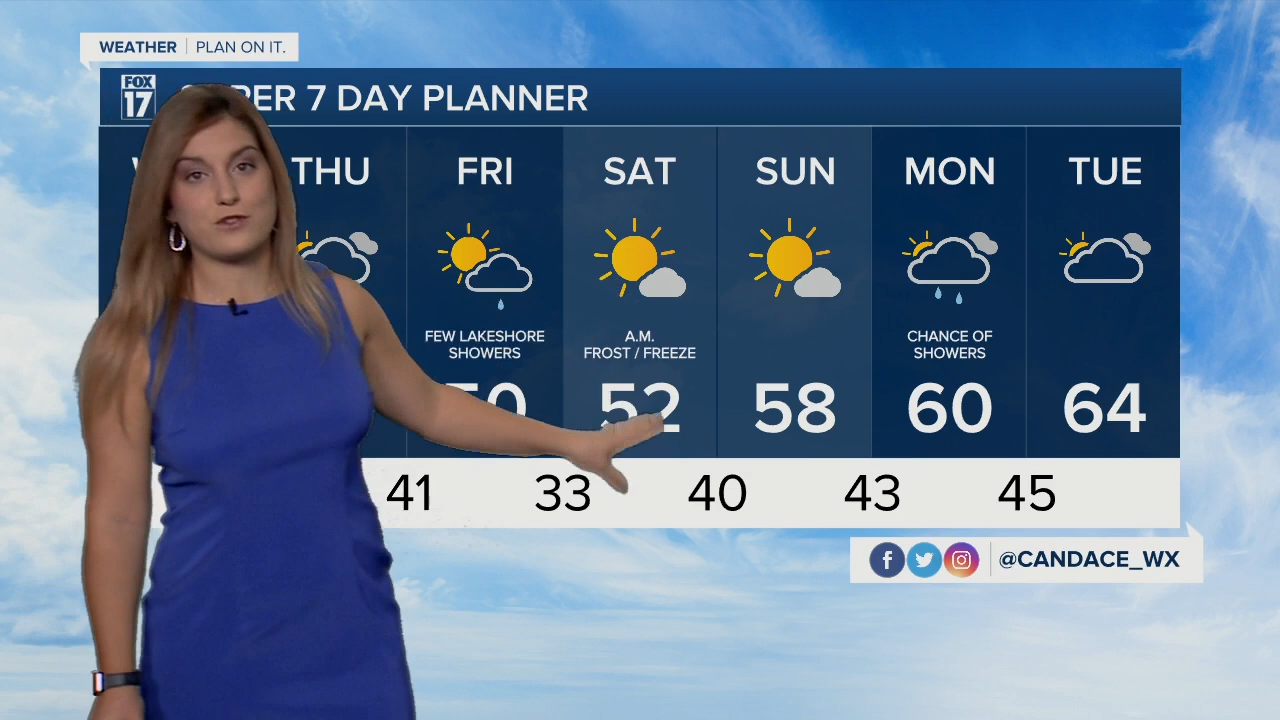 WEATHER PLAN ON IT.
FOX
17
7 DAY PLANNER
THU
FRI
SAT
SUN
MON
TUE
FEW LAKESHORE
SHOWERS
A.M.
FROST / FREEZE
CHANCE OF
SHOWERS
52
58
60
64
41
33
40
43
45
@CANDACE_WX